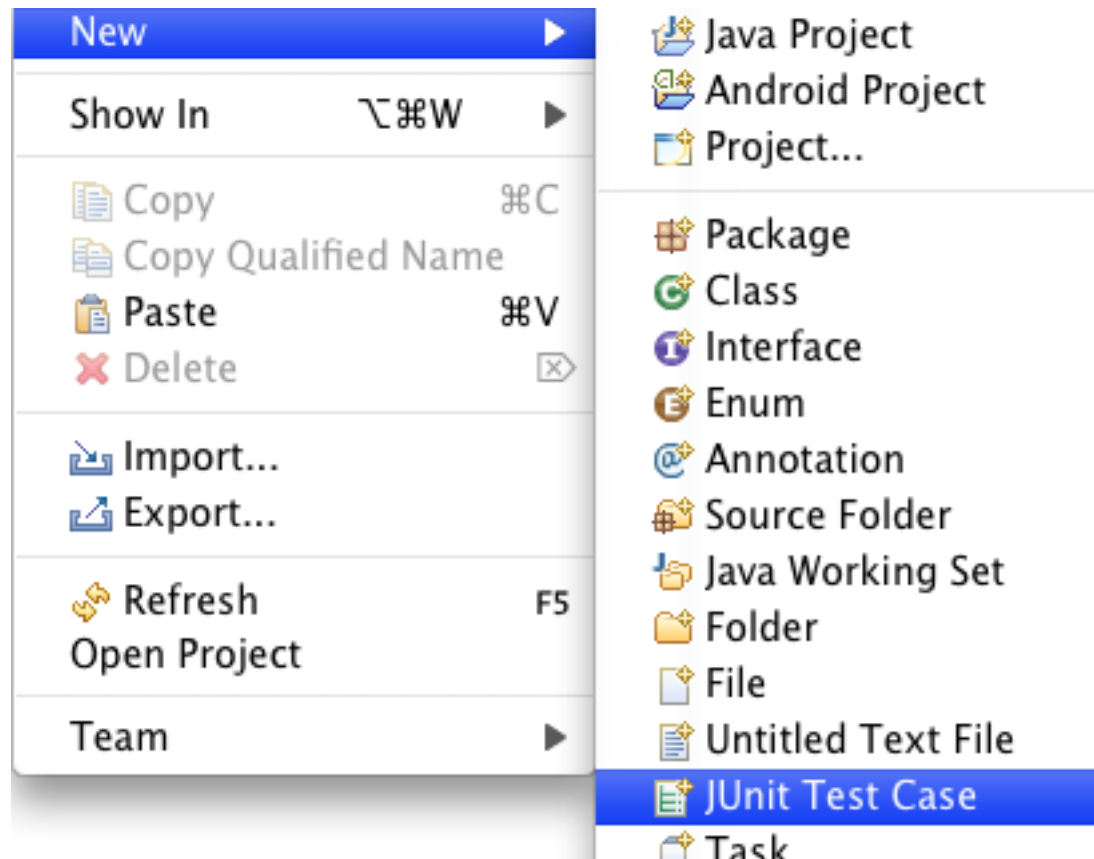 New
Show In ⌥⌘W
Copy ⌘C
Copy Qualified Name
Paste ⌘V
Delete ⌦
Import...
Export...
Refresh F5
Open Project
Team
Java Project
Android Project
Project...
Package
Class
Interface
Enum
Annotation
Source Folder
Java Working Set
Folder
File
Untitled Text File
JUnit Test Case
Task